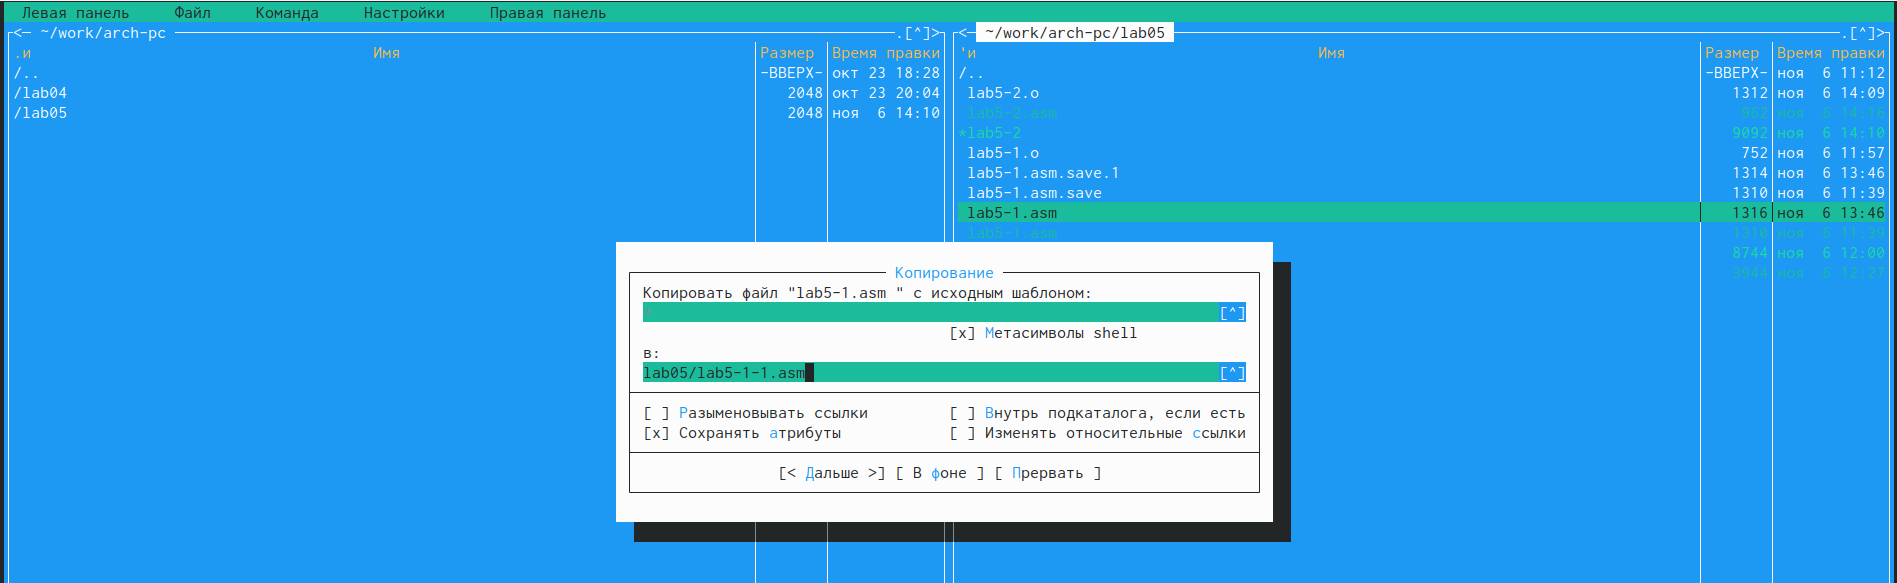 Левая панель Файл Команда Настройки Правая панель
<— ~/work/arch-pc .[^]>
.и Имя Размер Время правки
/.. -ВВЕРХ- окт 23 18:28
/lab04 2048 окт 23 20:04
/lab05 2048 ноя 6 14:10
<— ~/work/arch-pc/lab05 .[^]>
'и Имя Размер Время правки
/.. -ВВЕРХ- ноя 6 11:12
lab5-2.o 1312 ноя 6 14:09
lab5-2.asm 962 ноя 6 14:16
*lab5-2 9092 ноя 6 14:10
lab5-1.o 752 ноя 6 11:57
lab5-1.asm.save.1 1314 ноя 6 13:46
lab5-1.asm.save 1310 ноя 6 11:39
lab5-1.asm 1316 ноя 6 13:46
lab5-1.asm 1310 ноя 6 11:39
8744 ноя 6 12:00
9944 ноя 6 12:27
Копирование
Копировать файл "lab5-1.asm " с исходным шаблоном:
* [^]
[x] Метасимволы shell
в:
lab05/lab5-1-1.asm [^]
[ ] Разыменовывать ссылки [ ] Внутрь подкаталога, если есть
[x] Сохранять атрибуты [ ] Изменять относительные ссылки
[< Дальше >] [ В фоне ] [ Прервать ]